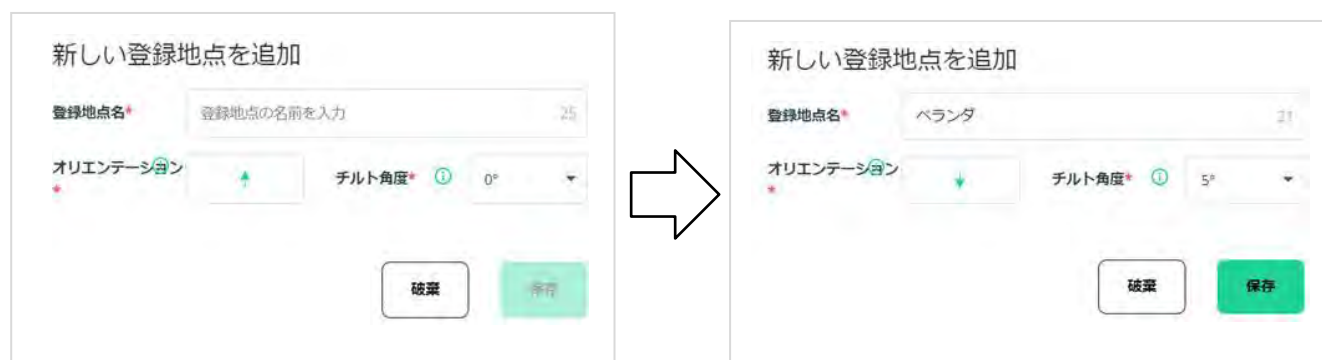 新しい登録地点を追加
登録地点名* 登録地点の名前を入力 25
オリエンテーション
* チルト角度* 0°
破棄 保存
新しい登録地点を追加
登録地点名* ベランダ 21
オリエンテーション
* チルト角度* 5°
破棄 保存